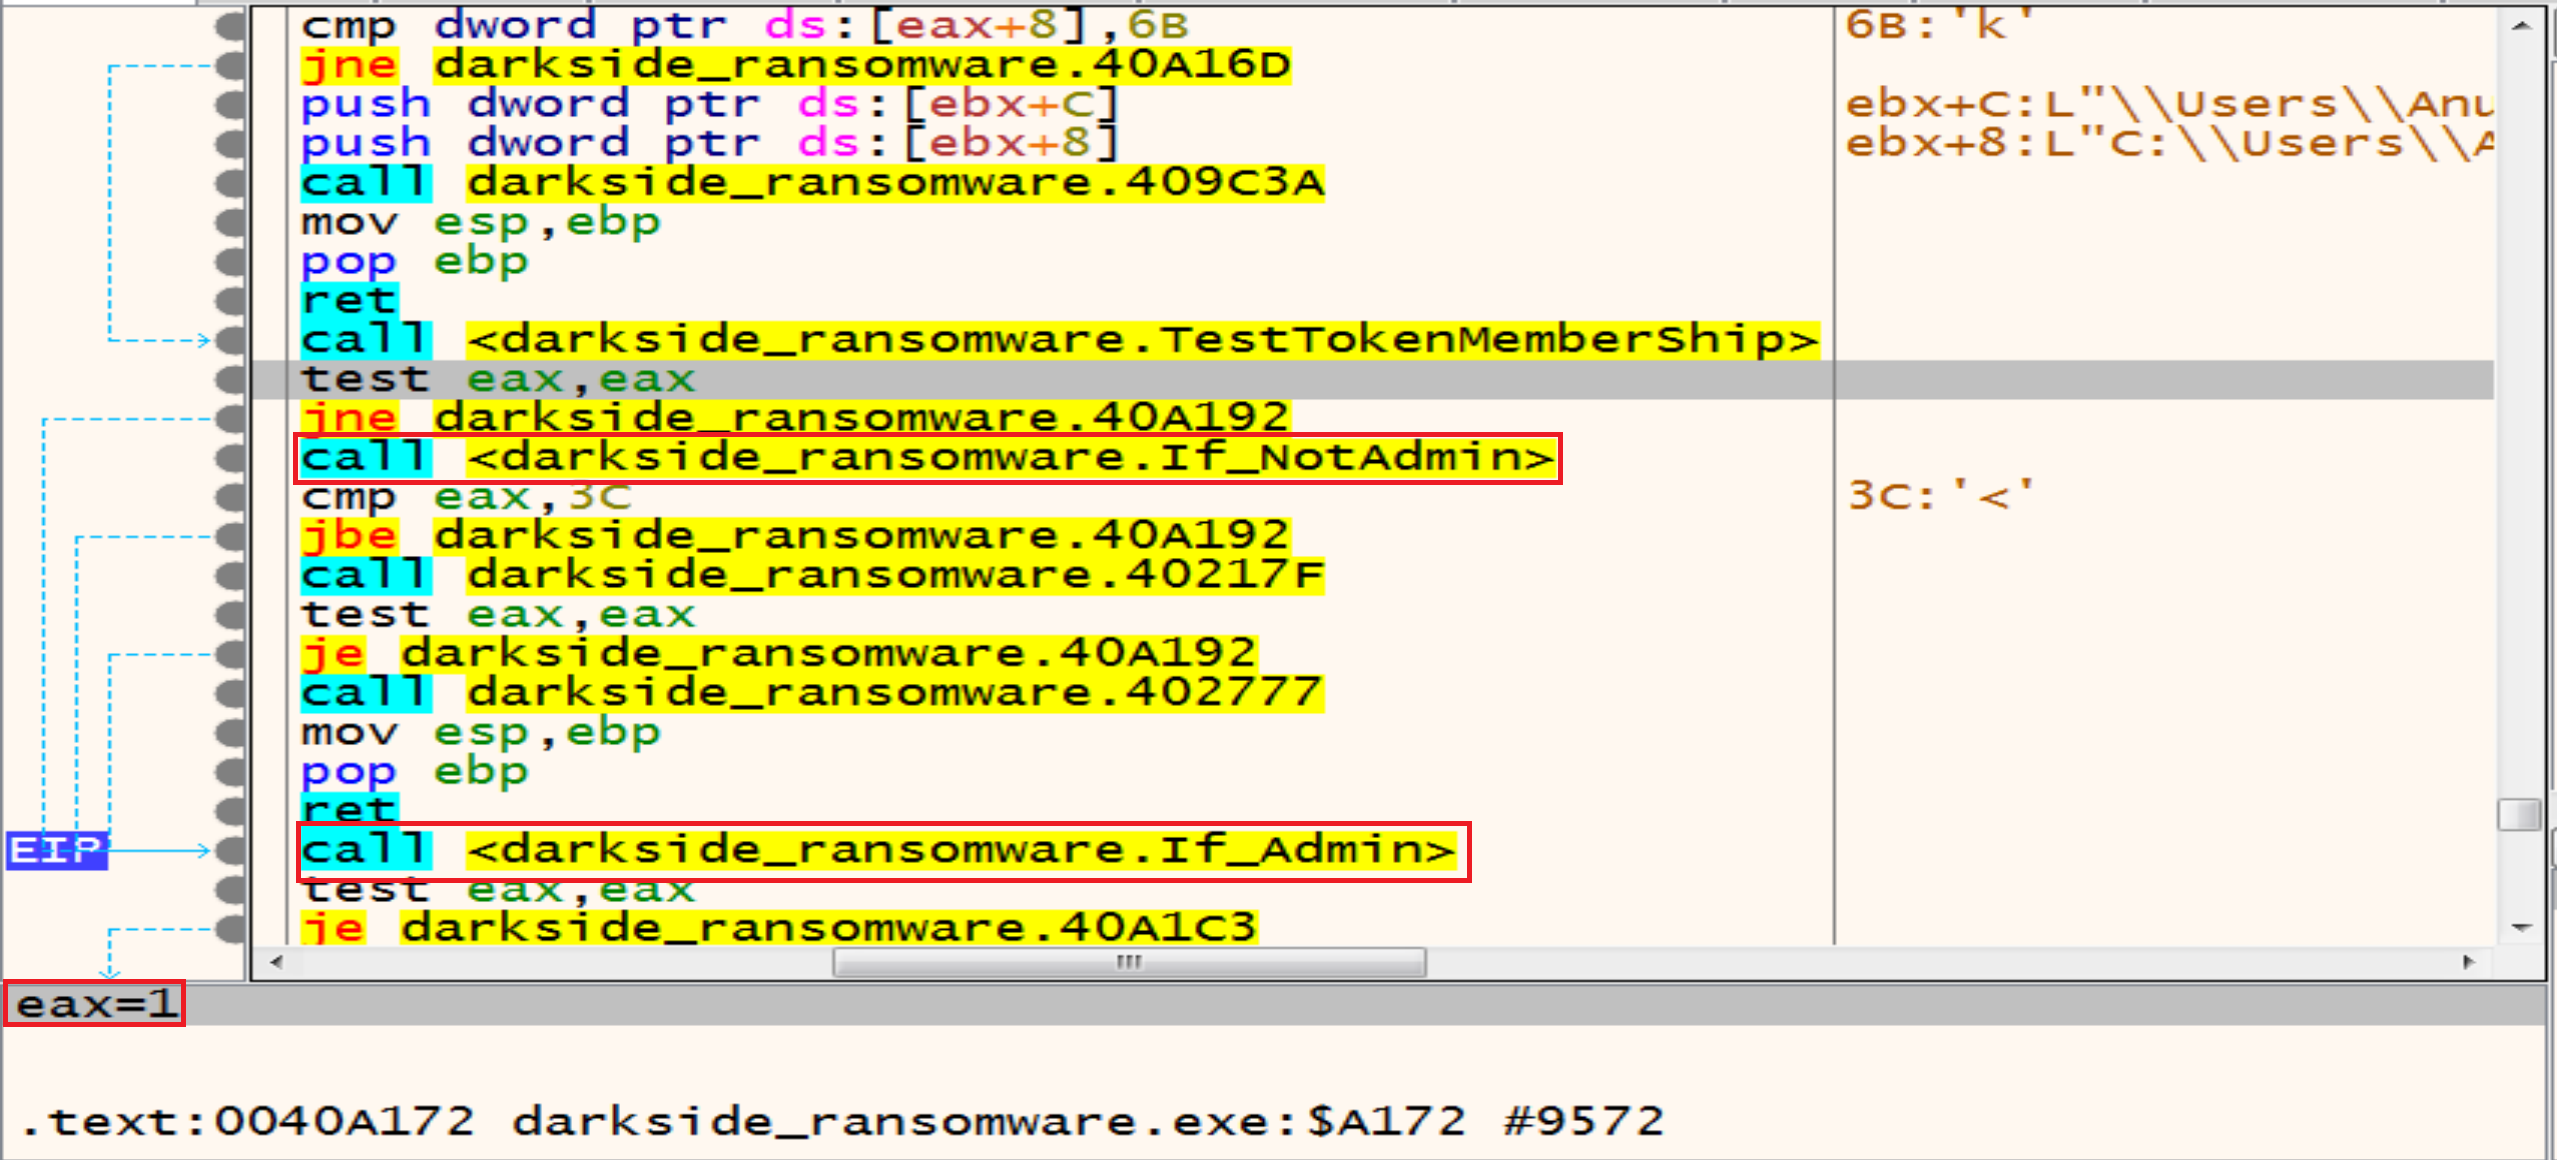 cmp dword ptr ds:[eax+8],6B 6B:'k'
jne darkside_ransomware.40A16D
push dword ptr ds:[ebx+C] ebx+C:L"\\Users\\Anu
push dword ptr ds:[ebx+8] ebx+8:L"C:\\Users\\A
call darkside_ransomware.409C3A
mov esp,ebp
pop ebp
ret
call <darkside_ransomware.TestTokenMemberShip>
test eax,eax
jne darkside_ransomware.40A192
call <darkside_ransomware.If_NotAdmin>
cmp eax,3C 3C:'<'
jbe darkside_ransomware.40A192
call darkside_ransomware.40217F
test eax,eax
je darkside_ransomware.40A192
call darkside_ransomware.402777
mov esp,ebp
pop ebp
ret
EIP call <darkside_ransomware.If_Admin>
test eax,eax
je darkside_ransomware.40A1C3
eax=1
.text:0040A172 darkside_ransomware.exe:$A172 #9572